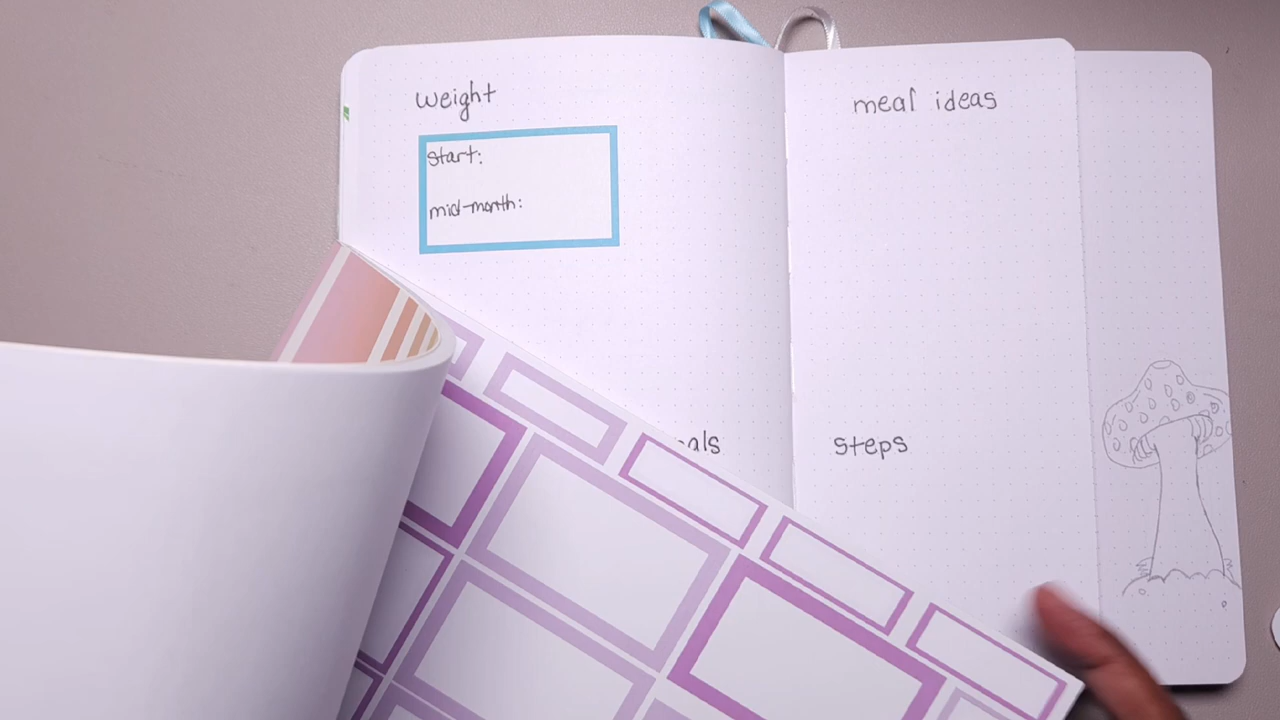 weight
start:
mid-month:
meal ideas
steps